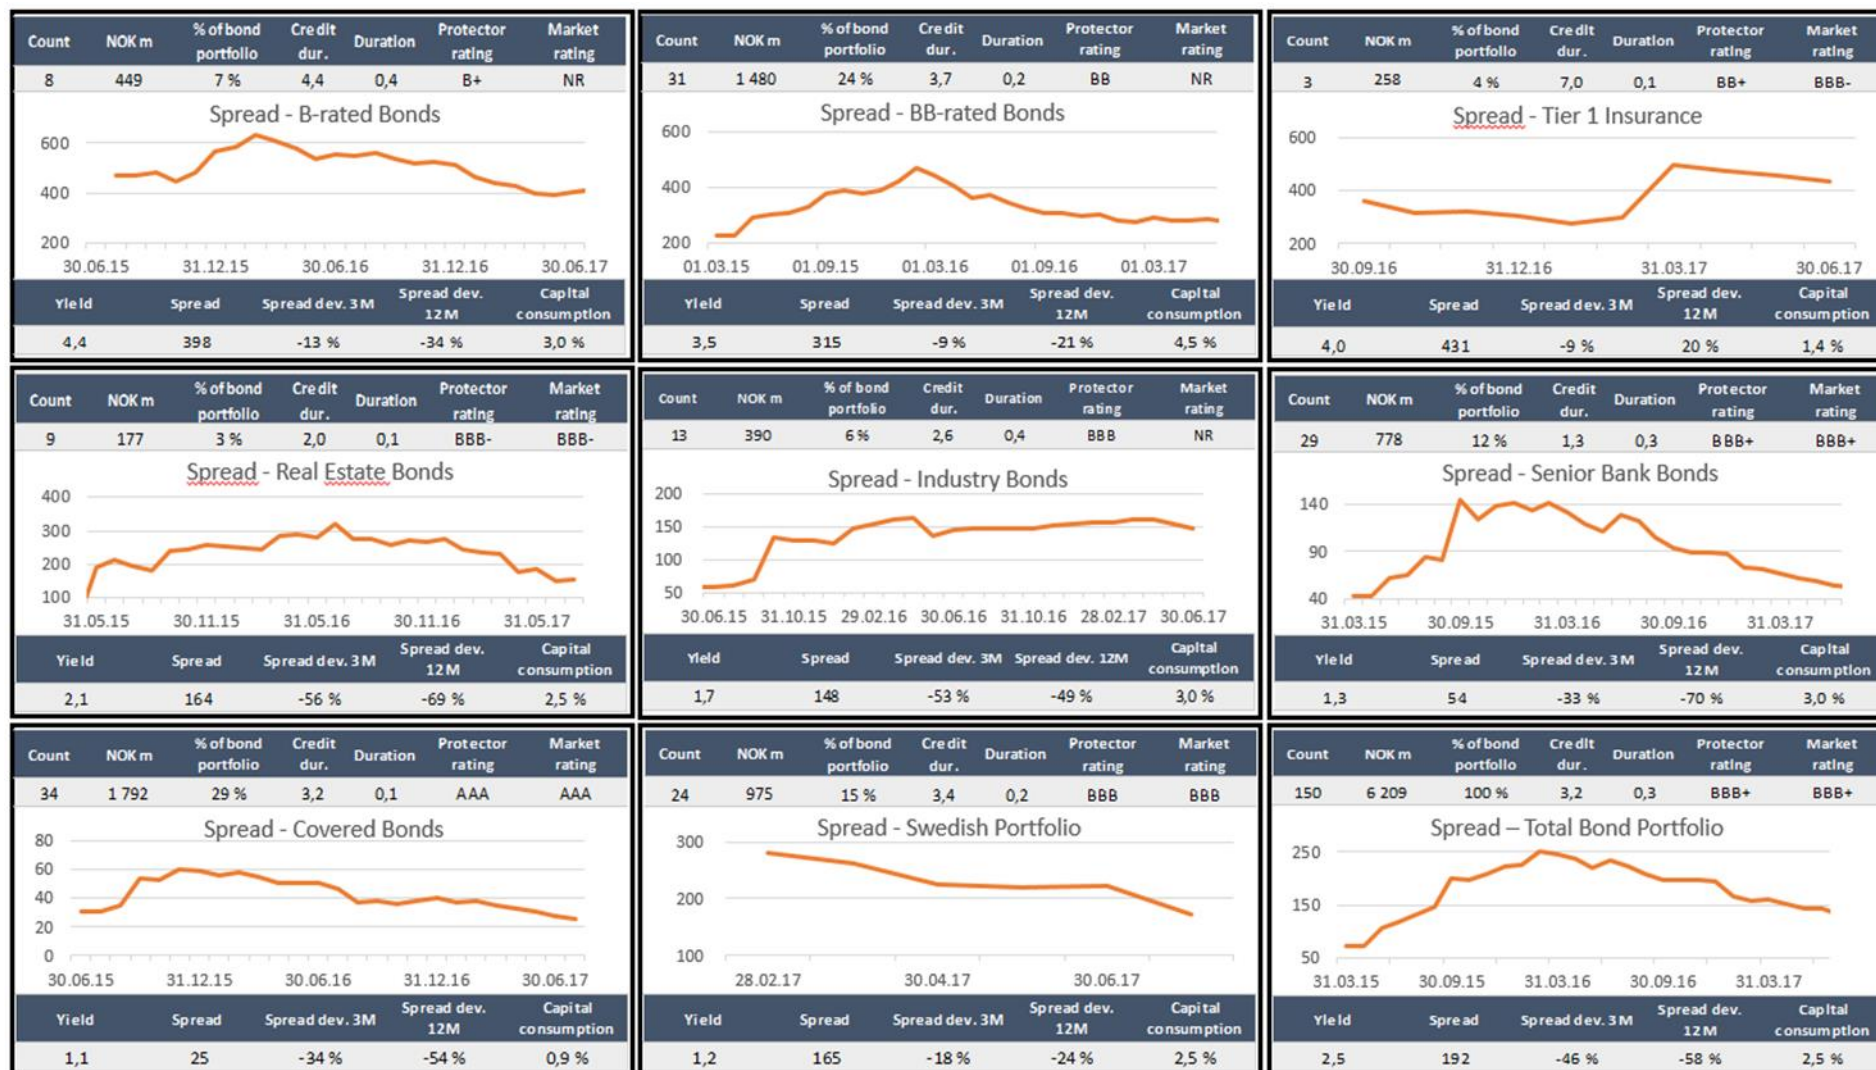 Count NOK m % of bond portfolio Credit dur. Duration Protector rating Market rating
8 449 7 % 4,4 0,4 B+ NR
Spread - B-rated Bonds
600
400
200
30.06.15 31.12.15 30.06.16 31.12.16 30.06.17
Yield Spread Spread dev. 3M Spread dev. 12M Capital consumption
4,4 398 -13 % -34 % 3,0 %
Count NOK m % of bond portfolio Credit dur. Duration Protector rating Market rating
31 1 480 24 % 3,7 0,2 BB NR
Spread - BB-rated Bonds
600
400
200
01.03.15 01.09.15 01.03.16 01.09.16 01.03.17
Yield Spread Spread dev. 3M Spread dev. 12M Capital consumption
3,5 315 -9 % -21 % 4,5 %
Count NOK m % of bond portfolio Credit dur. Duration Protector rating Market rating
3 258 4 % 7,0 0,1 BB+ BBB-
Spread - Tier 1 Insurance
600
400
200
30.09.16 31.12.16 31.03.17 30.06.17
Yield Spread Spread dev. 3M Spread dev. 12M Capital consumption
4,0 431 -9 % 20 % 1,4 %
Count NOK m % of bond portfolio Credit dur. Duration Protector rating Market rating
9 177 3 % 2,0 0,1 BBB- BBB-
Spread - Real Estate Bonds
400
300
200
100
31.05.15 30.11.15 31.05.16 30.11.16 31.05.17
Yield Spread Spread dev. 3M Spread dev. 12M Capital consumption
2,1 164 -56 % -69 % 2,5 %
Count NOK m % of bond portfolio Credit dur. Duration Protector rating Market rating
13 390 6 % 2,6 0,4 BBB NR
Spread - Industry Bonds
200
150
100
50
30.06.15 31.10.15 29.02.16 30.06.16 31.10.16 28.02.17 30.06.17
Yield Spread Spread dev. 3M Spread dev. 12M Capital consumption
1,7 148 -53 % -49 % 3,0 %
Count NOK m % of bond portfolio Credit dur. Duration Protector rating Market rating
29 778 12 % 1,3 0,3 BBB+ BBB+
Spread - Senior Bank Bonds
140
90
40
31.03.15 30.09.15 31.03.16 30.09.16 31.03.17
Yield Spread Spread dev. 3M Spread dev. 12M Capital consumption
1,3 54 -33 % -70 % 3,0 %
Count NOK m % of bond portfolio Credit dur. Duration Protector rating Market rating
34 1 792 29 % 3,2 0,1 AAA AAA
Spread - Covered Bonds
80
60
40
20
0
30.06.15 31.12.15 30.06.16 31.12.16 30.06.17
Yield Spread Spread dev. 3M Spread dev. 12M Capital consumption
1,1 25 -34 % -54 % 0,9 %
Count NOK m % of bond portfolio Credit dur. Duration Protector rating Market rating
24 975 15 % 3,4 0,2 BBB BBB
Spread - Swedish Portfolio
300
200
100
28.02.17 30.04.17 30.06.17
Yield Spread Spread dev. 3M Spread dev. 12M Capital consumption
1,2 165 -18 % -24 % 2,5 %
Count NOK m % of bond portfolio Credit dur. Duration Protector rating Market rating
150 6 209 100 % 3,2 0,3 BBB+ BBB+
Spread – Total Bond Portfolio
250
150
50
31.03.15 30.09.15 31.03.16 30.09.16 31.03.17
Yield Spread Spread dev. 3M Spread dev. 12M Capital consumption
2,5 192 -46 % -58 % 2,5 %